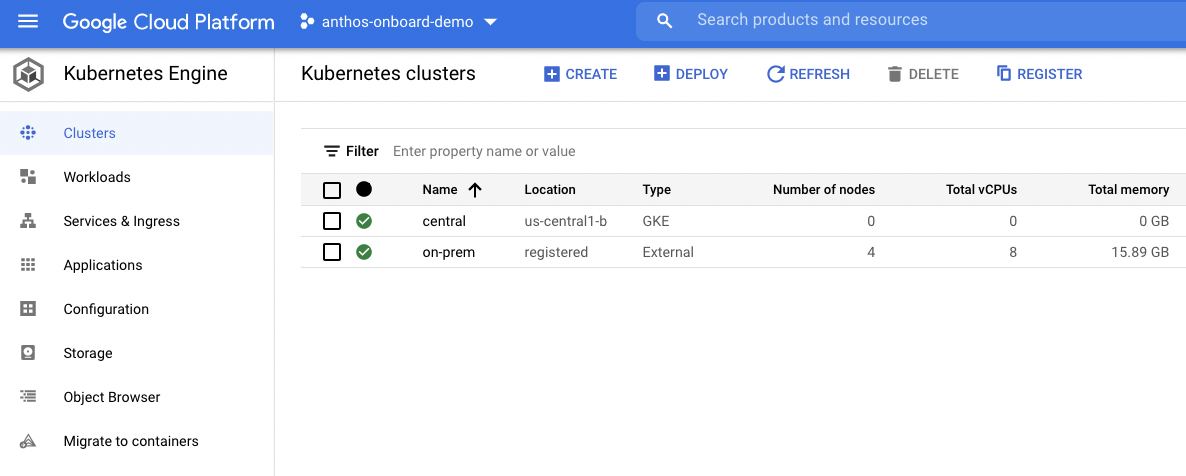 Google Cloud Platform
anthos-onboard-demo
Search products and resources
Kubernetes Engine
Kubernetes clusters
CREATE
DEPLOY
REFRESH
DELETE
REGISTER
Clusters
Workloads
Services & Ingress
Applications
Configuration
Storage
Object Browser
Migrate to containers
Filter Enter property name or value
Name Location Type Number of nodes Total vCPUs Total memory
central us-central1-b GKE 0 0 0 GB
on-prem registered External 4 8 15.89 GB